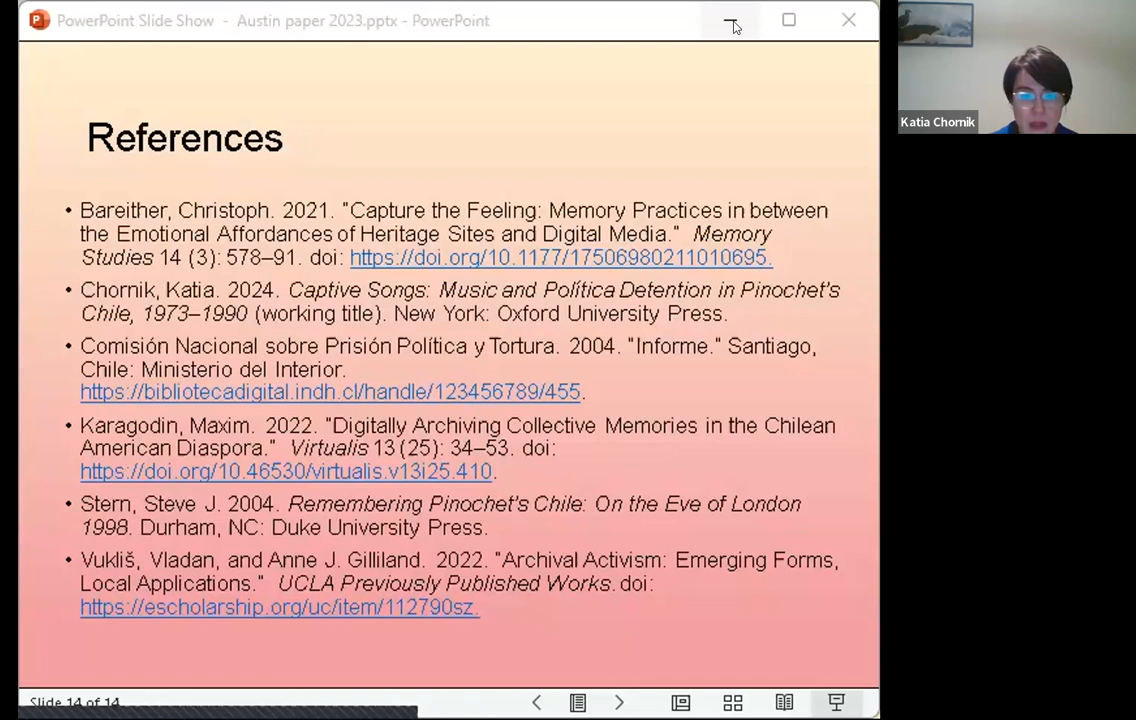 PowerPoint Slide Show - Austin paper 2023.pptx - PowerPoint
Katia Chornik
References
• Bareither, Christoph. 2021. "Capture the Feeling: Memory Practices in between
the Emotional Affordances of Heritage Sites and Digital Media." Memory
Studies 14 (3): 578–91. doi: https://doi.org/10.1177/17506980211010695.
• Chornik, Katia. 2024. Captive Songs: Music and Polítíca Detention in Pinochet's
Chile, 1973–1990 (working title). New York: Oxford University Press.
• Comisión Nacional sobre Prisión Política y Tortura. 2004. "Informe." Santiago,
Chile: Ministerio del Interior.
https://bibliotecadigital.indh.cl/handle/123456789/455.
• Karagodin, Maxim. 2022. "Digitally Archiving Collective Memories in the Chilean
American Diaspora." Virtualis 13 (25): 34–53. doi:
https://doi.org/10.46530/virtualis.v13i25.410.
• Stern, Steve J. 2004. Remembering Pinochet's Chile: On the Eve of London
1998. Durham, NC: Duke University Press.
• Vukliš, Vladan, and Anne J. Gilliland. 2022. "Archival Activism: Emerging Forms,
Local Applications." UCLA Previously Published Works. doi:
https://escholarship.org/uc/item/112790sz.
Slide 14 of 14